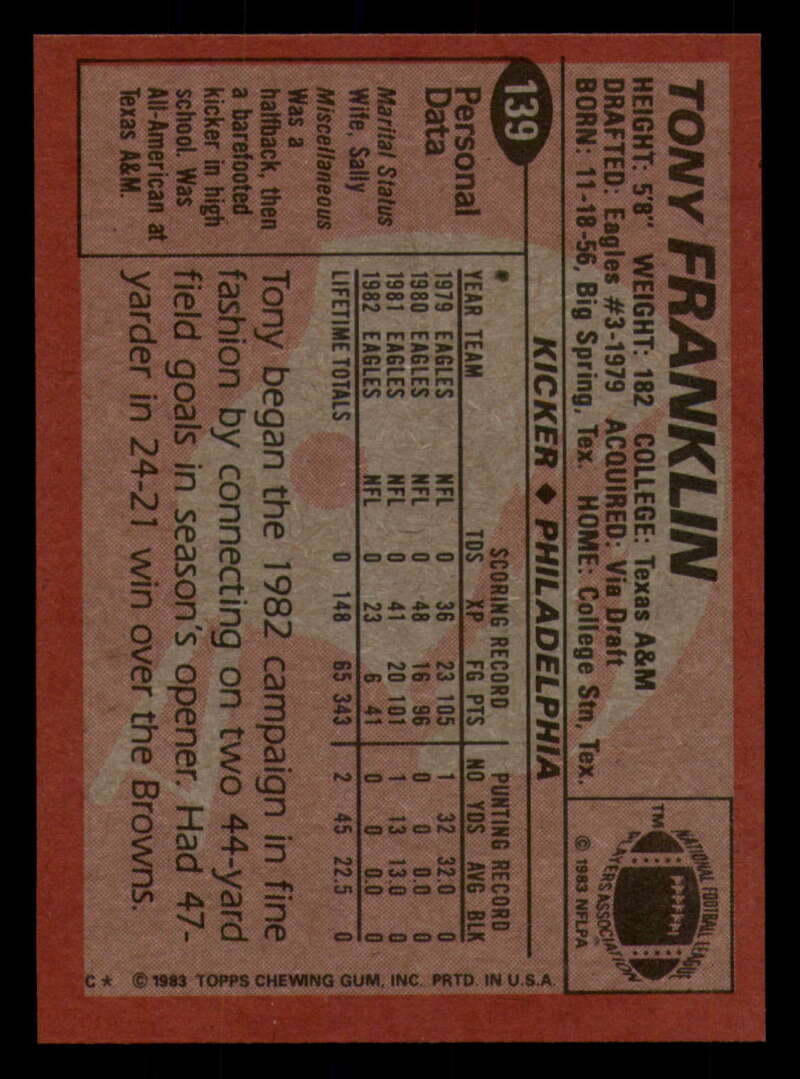 TONY FRANKLIN
HEIGHT: 5'8" WEIGHT: 182 COLLEGE: Texas A&M
DRAFTED: Eagles #3-1979 ACQUIRED: Via Draft
BORN: 11-18-56, Big Spring, Tex. HOME: College Stn, Tex.
NATIONAL FOOTBALL LEAGUE
PLAYERS ASSOCIATION
TM
© 1983 NFLPA
139
KICKER ♦ PHILADELPHIA
Personal
Data
Marital Status
Wife, Sally
Miscellaneous
Was a
halfback, then
a barefooted
kicker in high
school. Was
All-American at
Texas A&M.
* SCORING RECORD PUNTING RECORD
YEAR TEAM TDS XP FG PTS NO YDS AVG BLK
1979 EAGLES NFL 0 36 23 105 1 32 32.0 0
1980 EAGLES NFL 0 48 16 96 0 0 0.0 0
1981 EAGLES NFL 0 41 20 101 1 13 13.0 0
1982 EAGLES NFL 0 23 6 41 0 0 0.0 0
LIFETIME TOTALS 0 148 65 343 2 45 22.5 0
Tony began the 1982 campaign in fine
fashion by connecting on two 44-yard
field goals in season's opener. Had 47-
yarder in 24-21 win over the Browns.
C* © 1983 TOPPS CHEWING GUM, INC. PRTD. IN U.S.A.